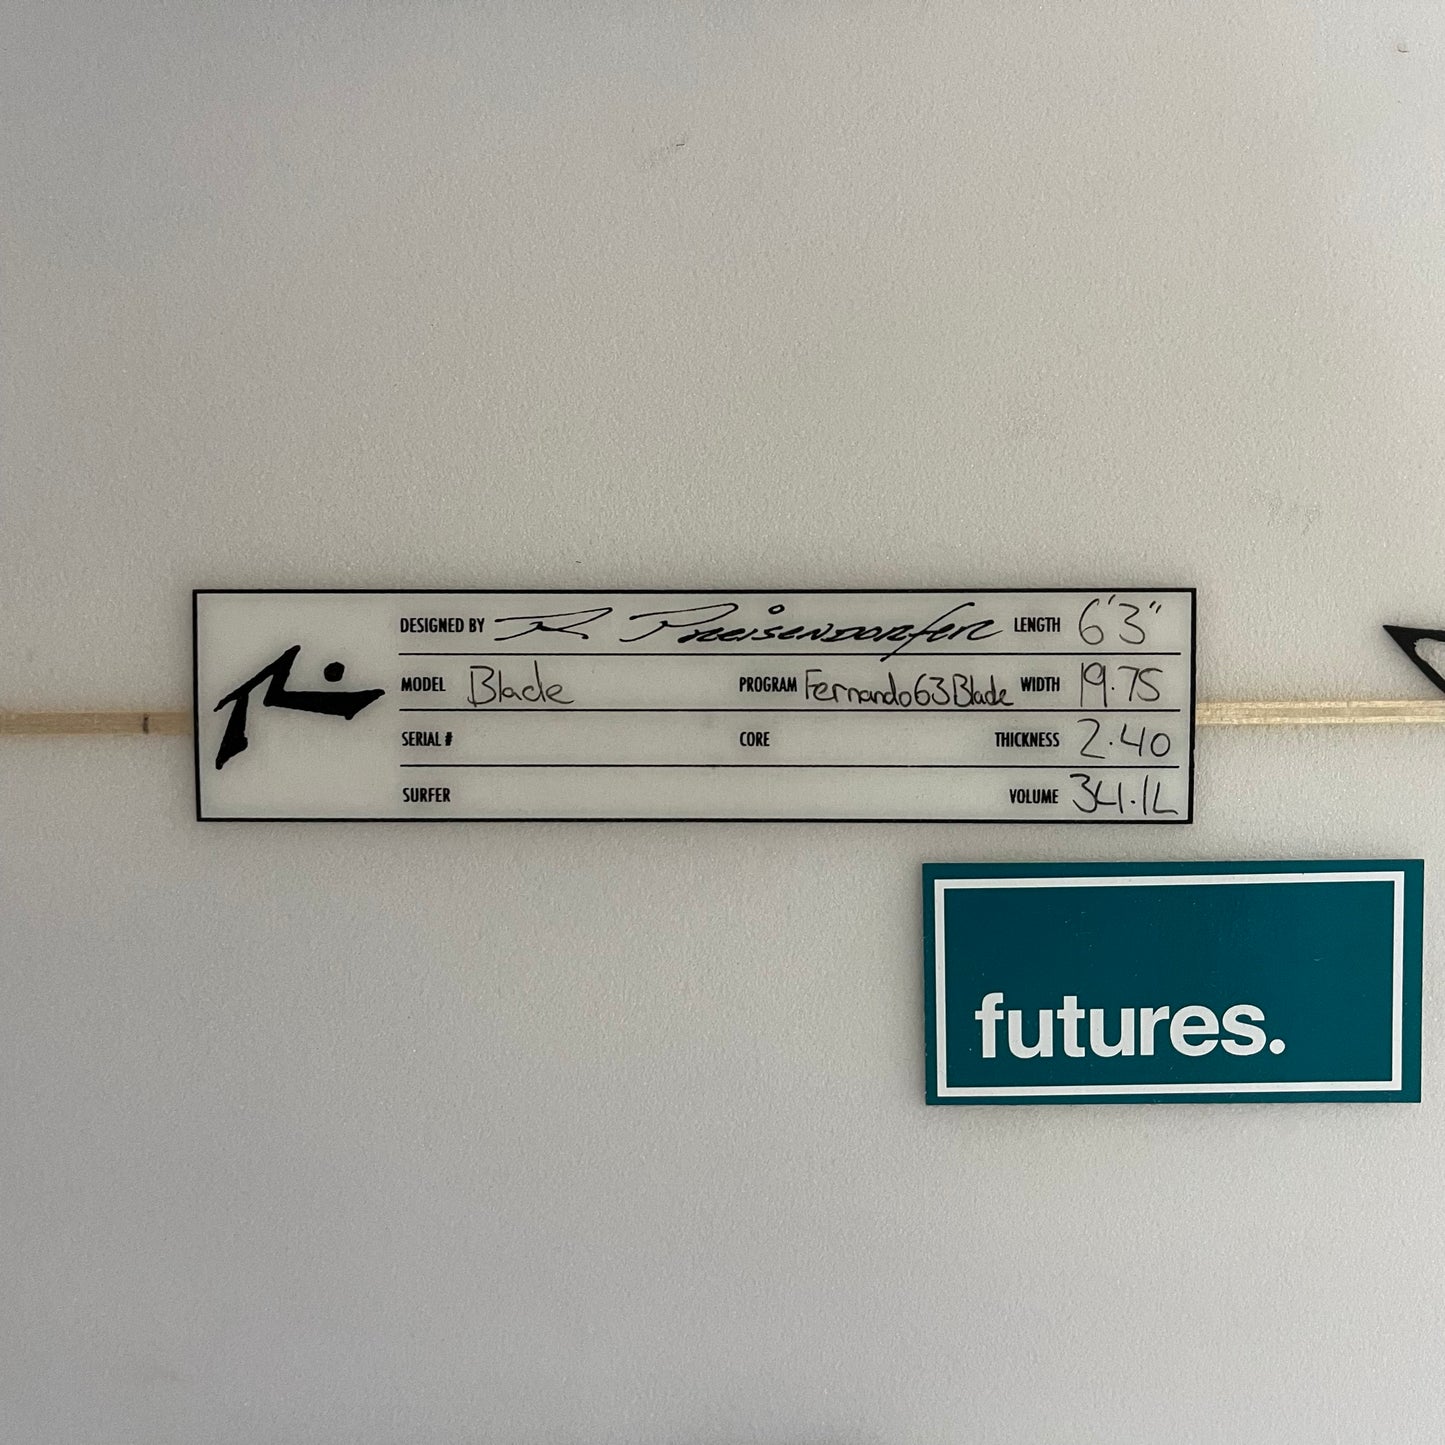 DESIGNED BY R. Preisendorfer LENGTH 6'3"
MODEL Blade PROGRAM Fernando63Blade WIDTH 19.75
SERIAL # CORE THICKNESS 2.40
SURFER VOLUME 34.1L
futures.